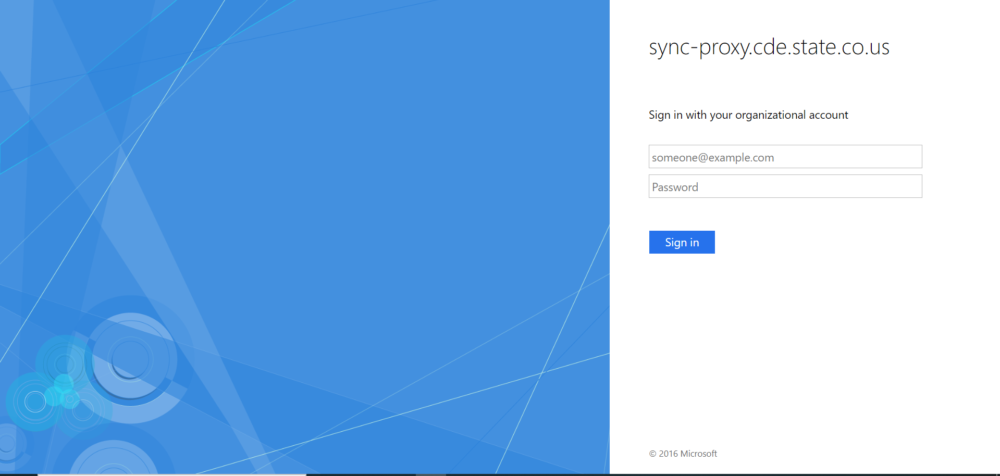 sync-proxy.cde.state.co.us
Sign in with your organizational account
someone@example.com
Password
Sign in
© 2016 Microsoft